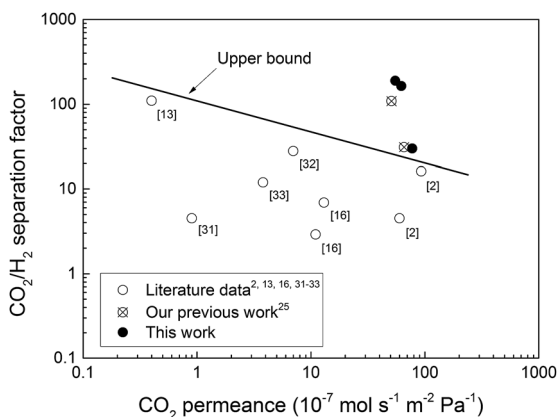 1000
100
10
1
0.1
CO2/H2 separation factor
Upper bound
[13]
[32]
[33]
[31]
[16]
[16]
[2]
[2]
Literature data2, 13, 16, 31-33
Our previous work25
This work
0.1 1 10 100 1000
CO2 permeance (10-7 mol s-1 m-2 Pa-1)